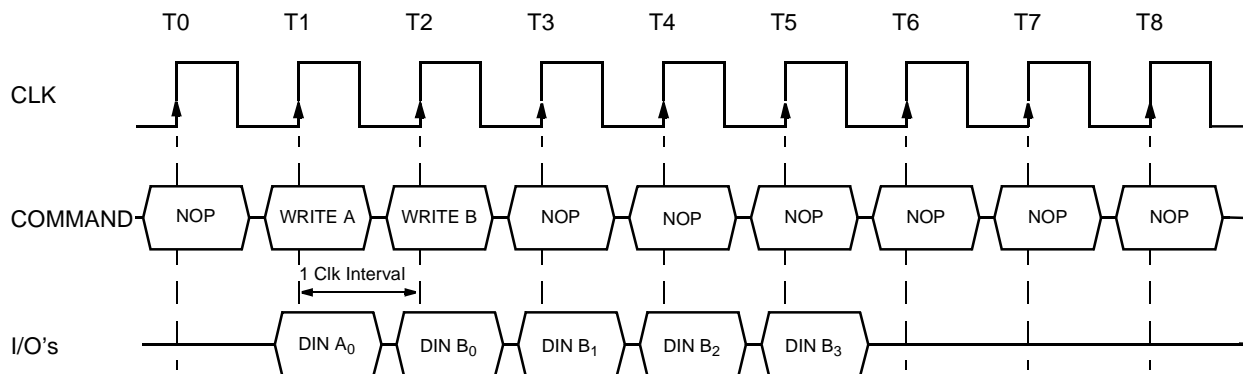 T0 T1 T2 T3 T4 T5 T6 T7 T8
CLK
COMMAND NOP WRITE A WRITE B NOP NOP NOP NOP NOP NOP
1 Clk Interval
I/O's DIN A0 DIN B0 DIN B1 DIN B2 DIN B3